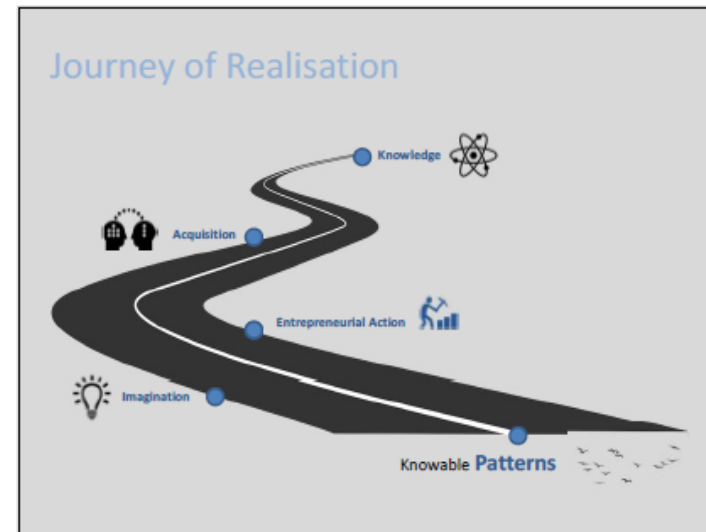 Journey of Realisation
Knowledge
Acquisition
Entrepreneurial Action
Imagination
Knowable Patterns